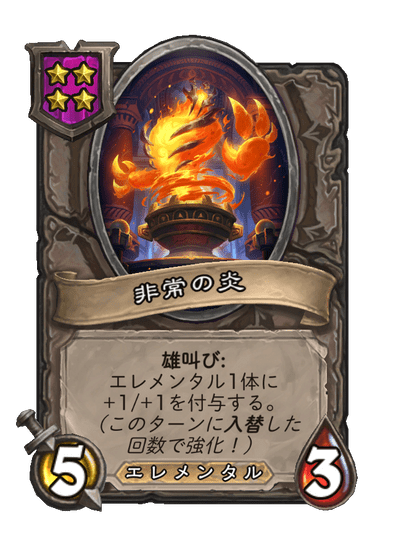 非常の炎
雄叫び:
エレメンタル1体に
+1/+1を付与する。
(このターンに入替した
回数で強化！)
エレメンタル
5
3